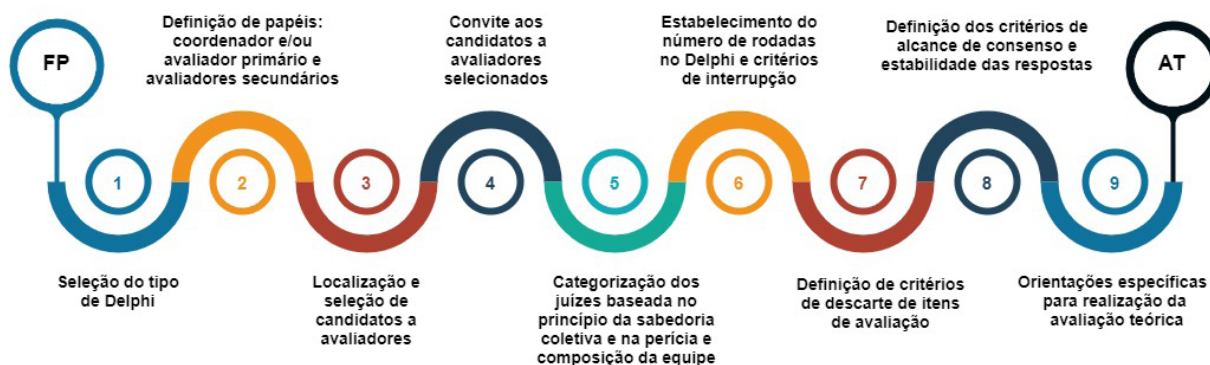 FP
Definição de papéis:
coordenador e/ou
avaliador primário e
avaliadores secundários
Convite aos
candidatos a
avaliadores
selecionados
Estabelecimento do
número de rodadas
no Delphi e critérios
de interrupção
Definição dos critérios de
alcance de consenso e
estabilidade das respostas
AT
1
2
3
4
5
6
7
8
9
Seleção do tipo
de Delphi
Localização e
seleção de
candidatos a
avaliadores
Categorização dos
juízes baseada no
princípio da sabedoria
coletiva e na perícia e
composição da equipe
Definição de critérios
de descarte de itens
de avaliação
Orientações específicas
para realização da
avaliação teórica